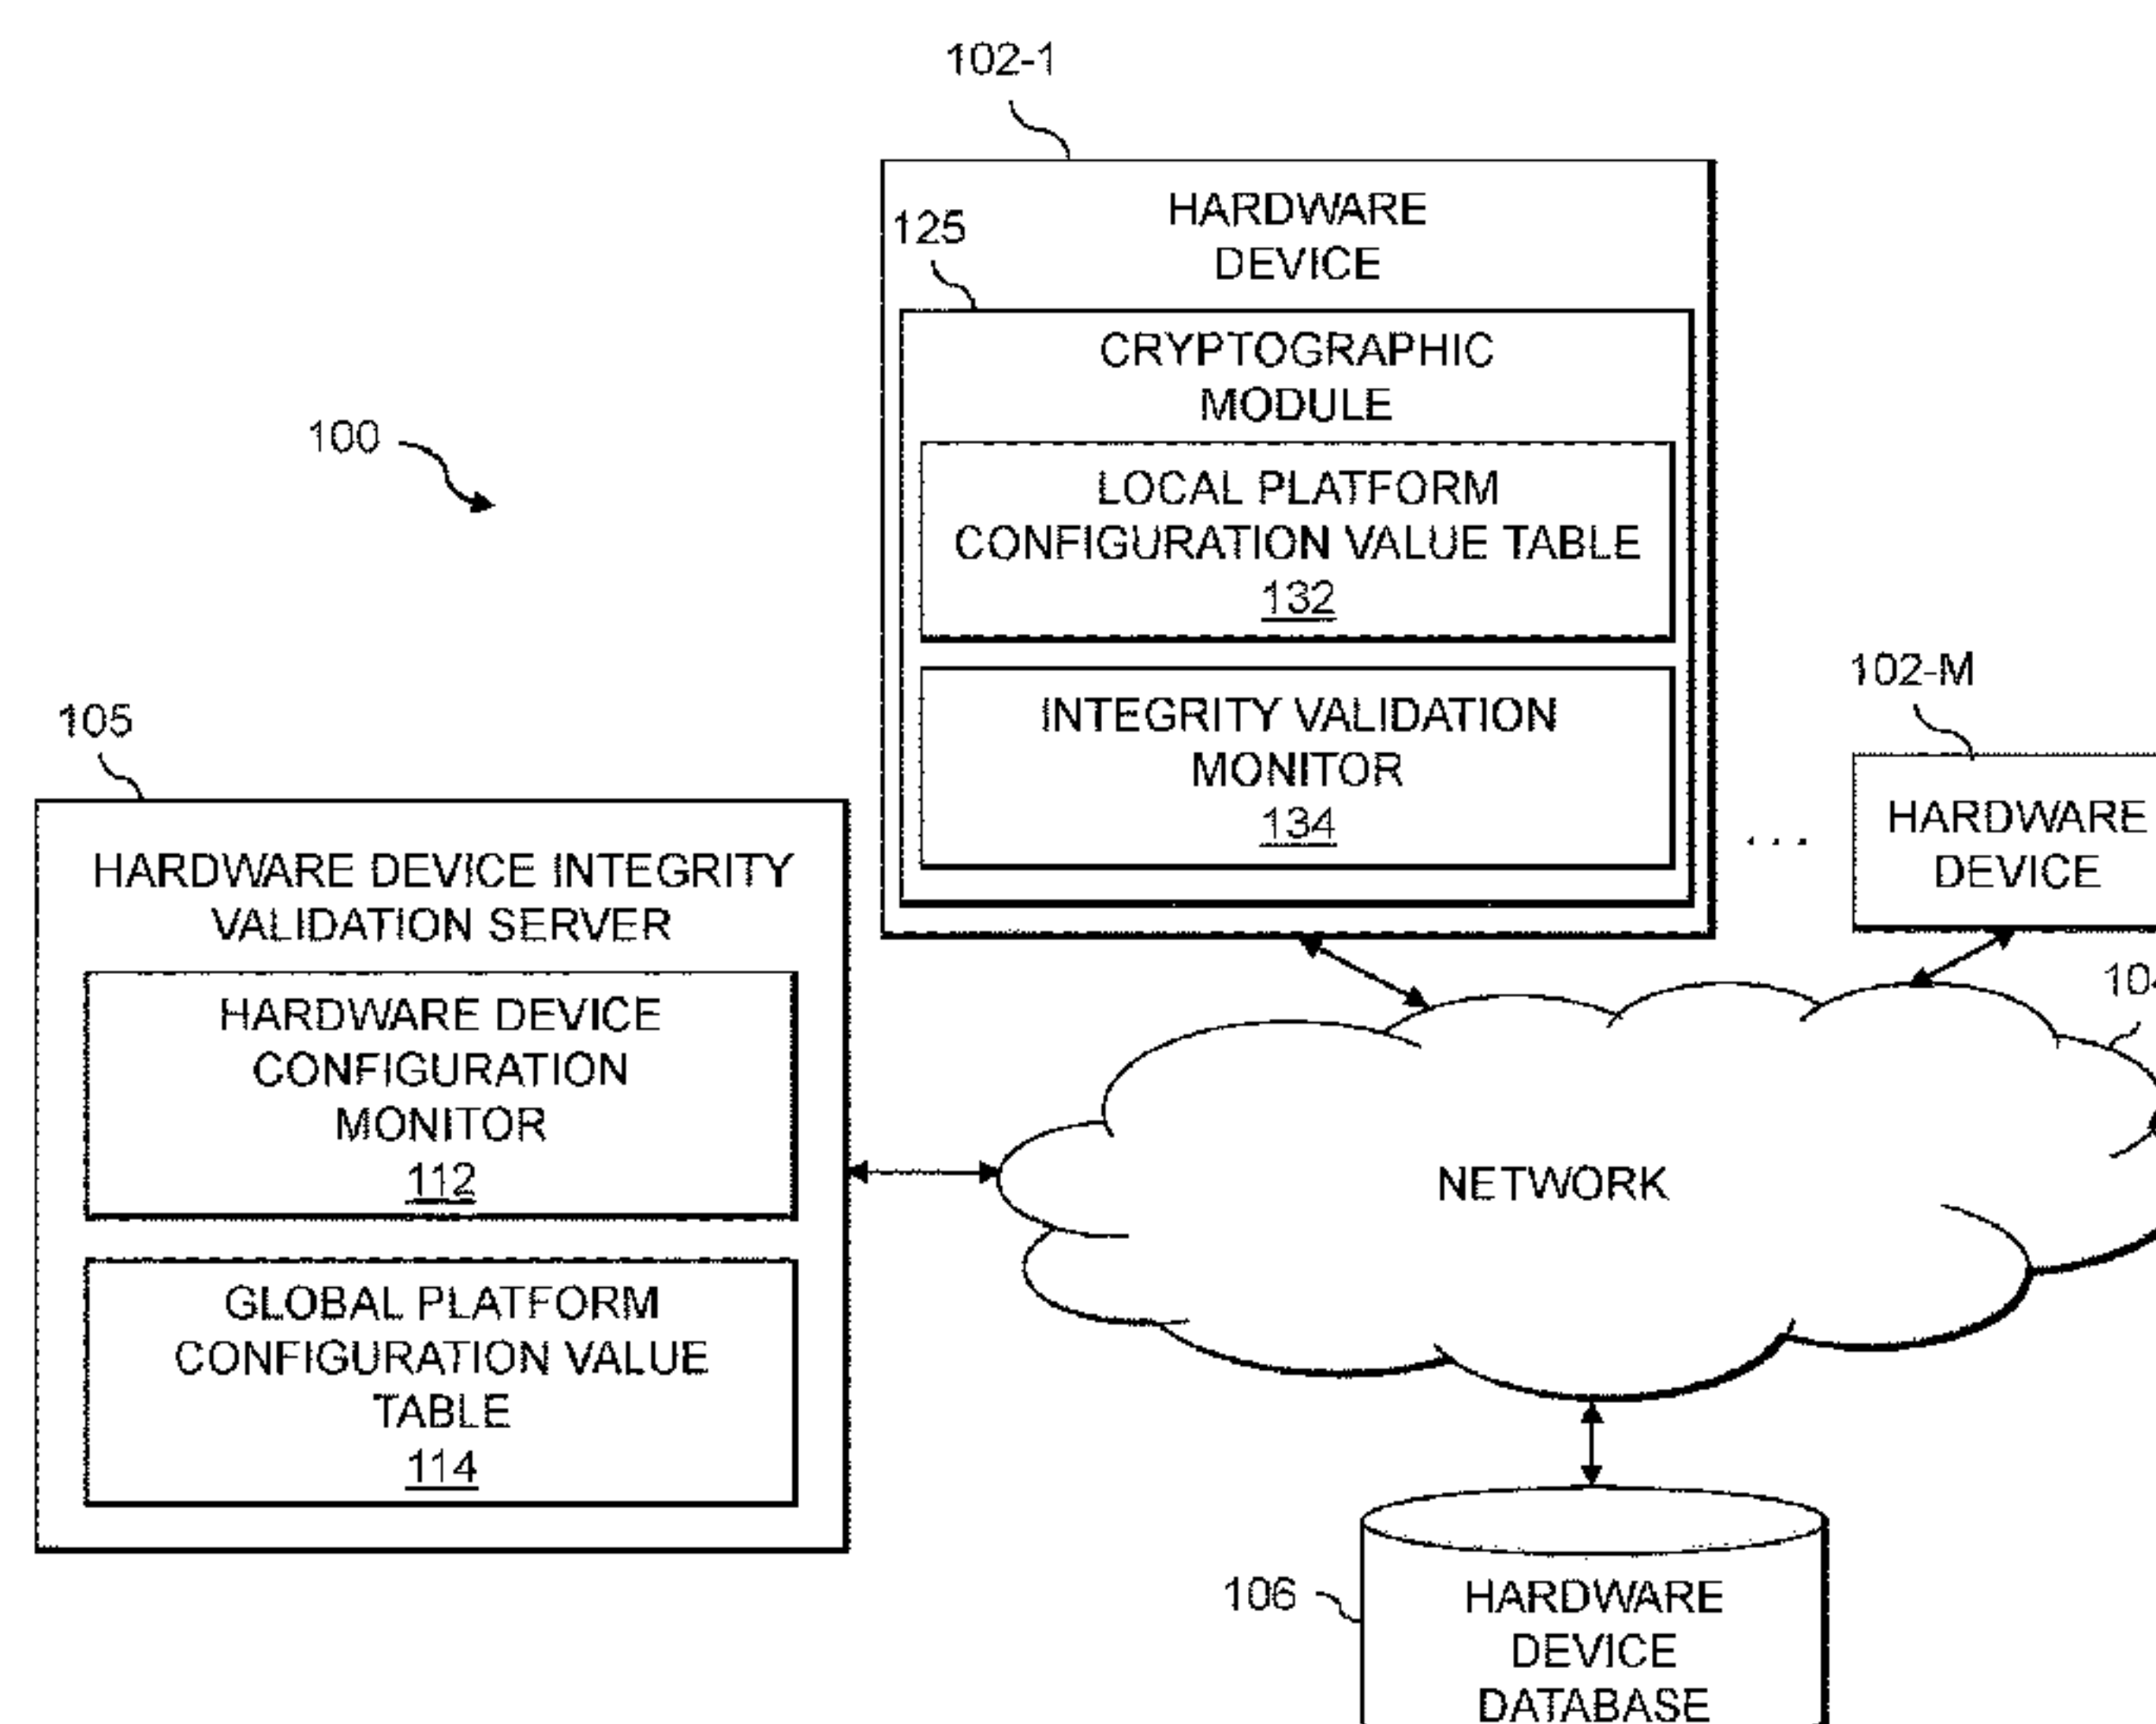 102-1
HARDWARE
DEVICE
125
CRYPTOGRAPHIC
MODULE
LOCAL PLATFORM
CONFIGURATION VALUE TABLE
132
INTEGRITY VALIDATION
MONITOR
134
100
105
HARDWARE DEVICE INTEGRITY
VALIDATION SERVER
HARDWARE DEVICE
CONFIGURATION
MONITOR
112
GLOBAL PLATFORM
CONFIGURATION VALUE
TABLE
114
...
102-M
HARDWARE
DEVICE
NETWORK
106
HARDWARE
DEVICE
DATABASE